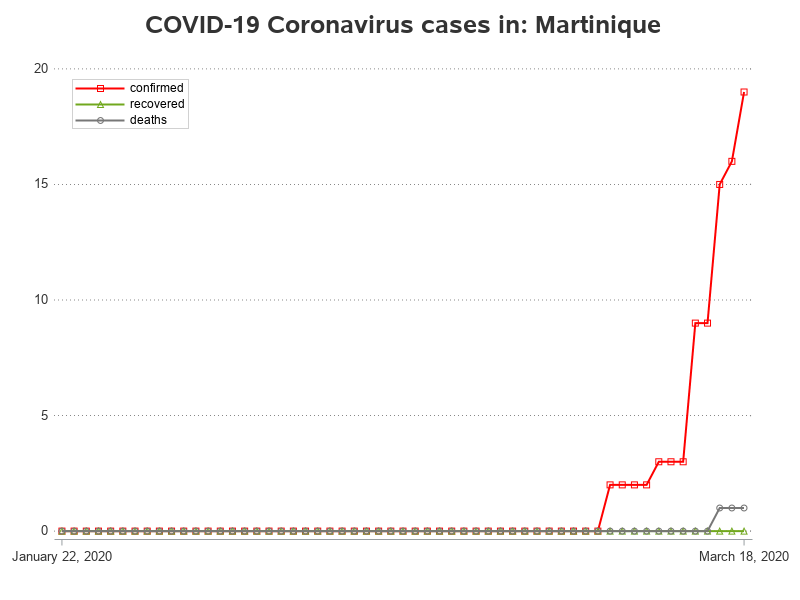 COVID-19 Coronavirus cases in: Martinique
20
confirmed
recovered
deaths
15
10
5
0
January 22, 2020
March 18, 2020